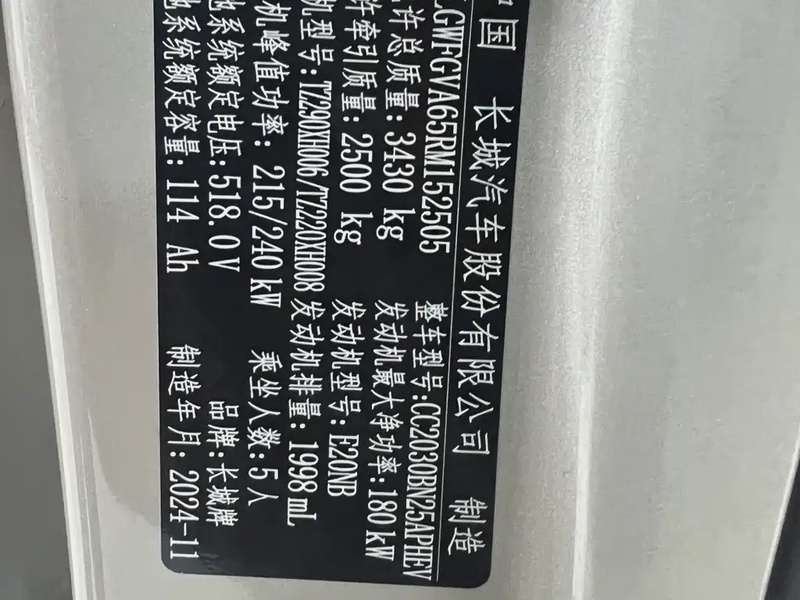 国 长城汽车股份有限公司 制造
LGWFGVA65RM152505 整车型号:CC2030BN25APHEV
许总质量: 3430 kg 发动机最大净功率:180kW
许牵引质量: 2500 kg 发动机型号: E20NB
机型号:TZ290XH006/TZ220XH008 发动机排量: 1998 mL
机峰值功率: 215/240 kW 乘坐人数: 5人
池系统额定电压:518.0 V 品牌:长城牌
池系统额定容量:114 Ah 制造年月: 2024-11